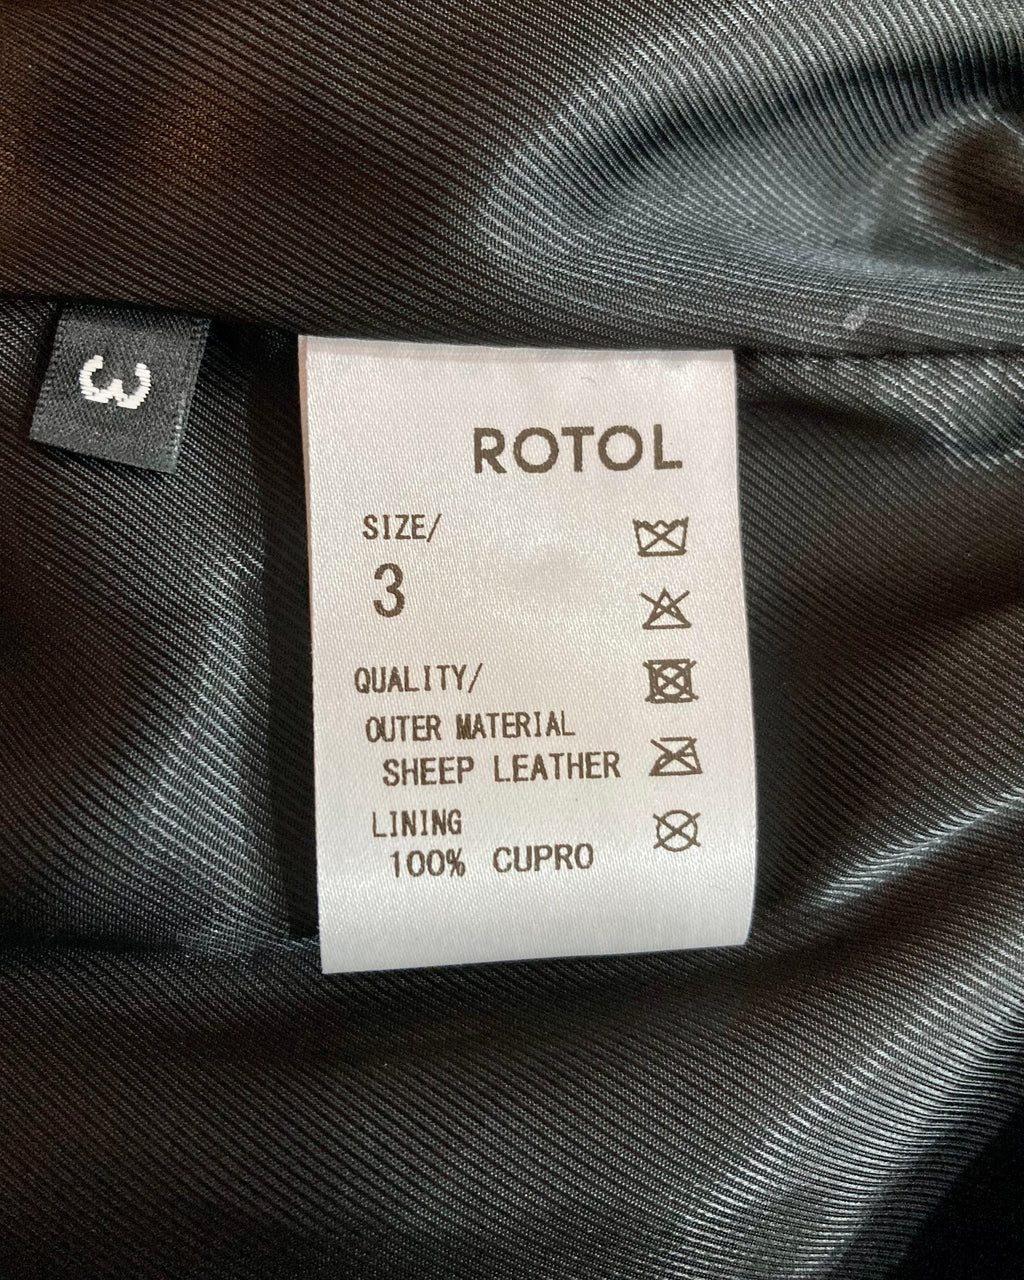 3
ROTOL
SIZE/
3
QUALITY/
OUTER MATERIAL
SHEEP LEATHER
LINING
100% CUPRO